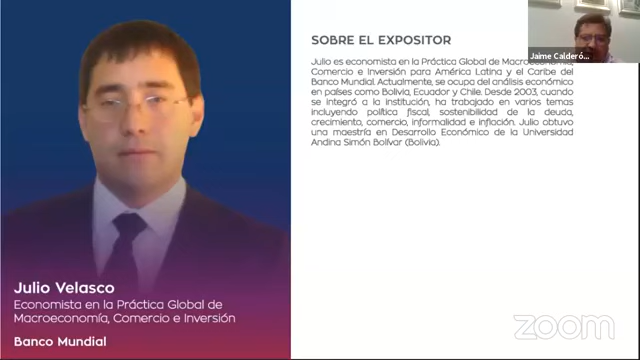 SOBRE EL EXPOSITOR
Julio es economista en la Práctica Global de Macroeconomía,
Comercio e Inversión para América Latina y el Caribe del
Banco Mundial. Actualmente, se ocupa del análisis económico
en países como Bolivia, Ecuador y Chile. Desde 2003, cuando
se integró a la institución, ha trabajado en varios temas
incluyendo política fiscal, sostenibilidad de la deuda,
crecimiento, comercio, informalidad e inflación. Julio obtuvo
una maestría en Desarrollo Económico de la Universidad
Andina Simón Bolívar (Bolivia).
Jaime Calderó...
Julio Velasco
Economista en la Práctica Global de
Macroeconomía, Comercio e Inversión
Banco Mundial
zoom